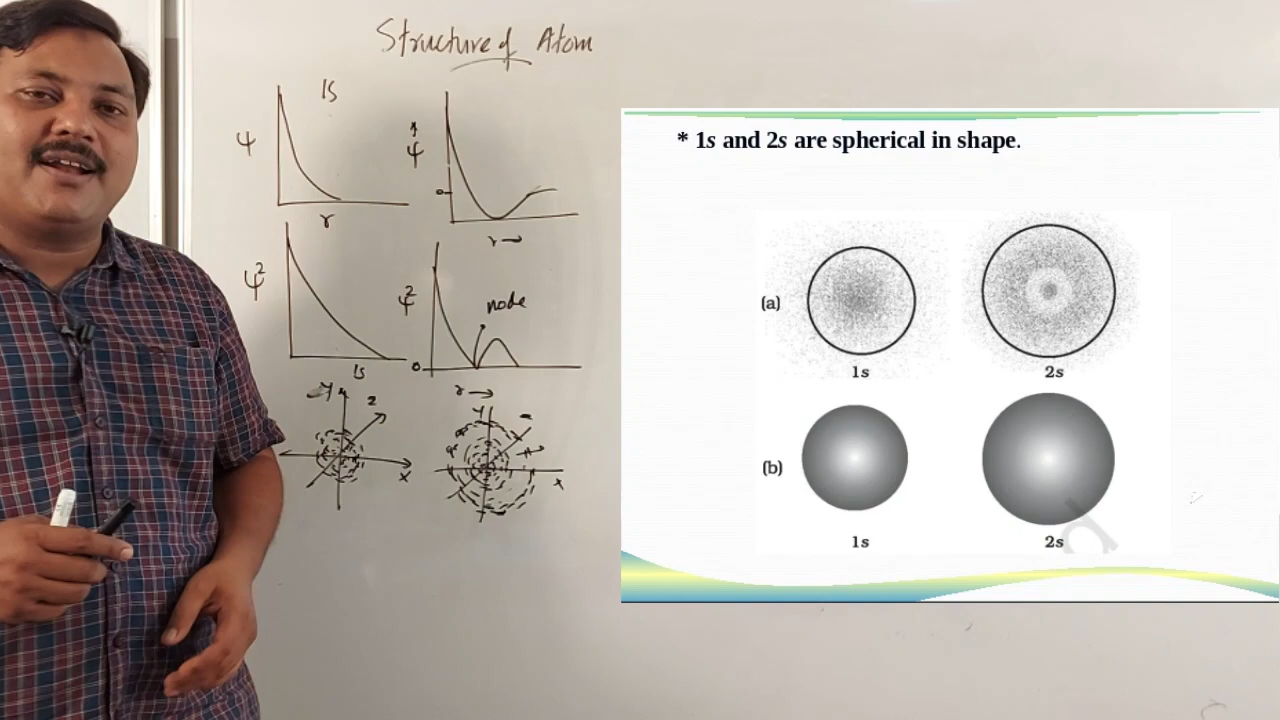 Structure of Atom
1s
ψ
r
ψ
0
r →
ψ²
1s
ψ²
node
0
r →
y
z
x
y
x
* 1s and 2s are spherical in shape.
(a)
1s
2s
(b)
1s
2s
d